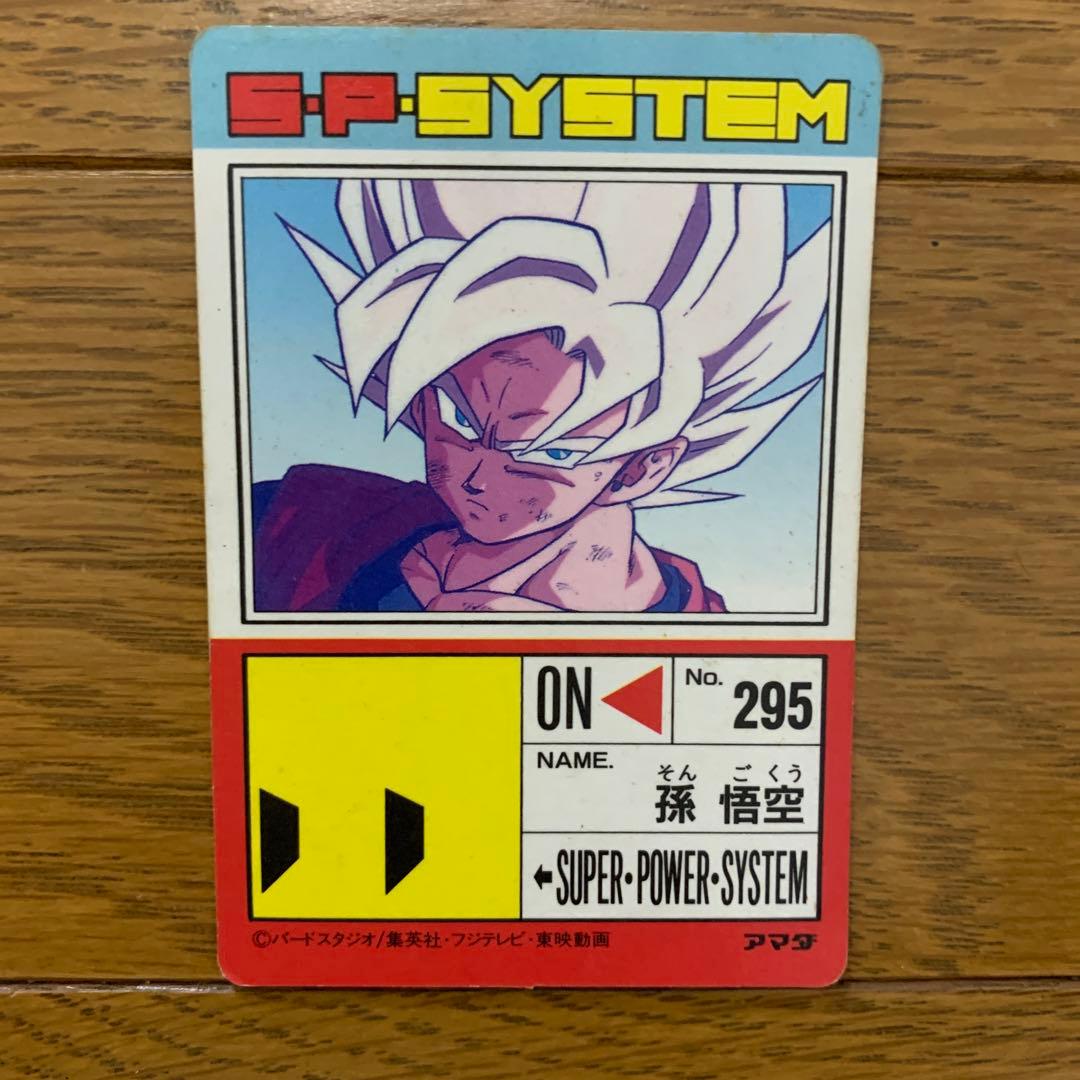 S·P·SYSTEM
ON
No. 295
NAME.
そん ご くう
孫 悟空
←SUPER·POWER·SYSTEM
©バードスタジオ/集英社・フジテレビ・東映動画
アマダ